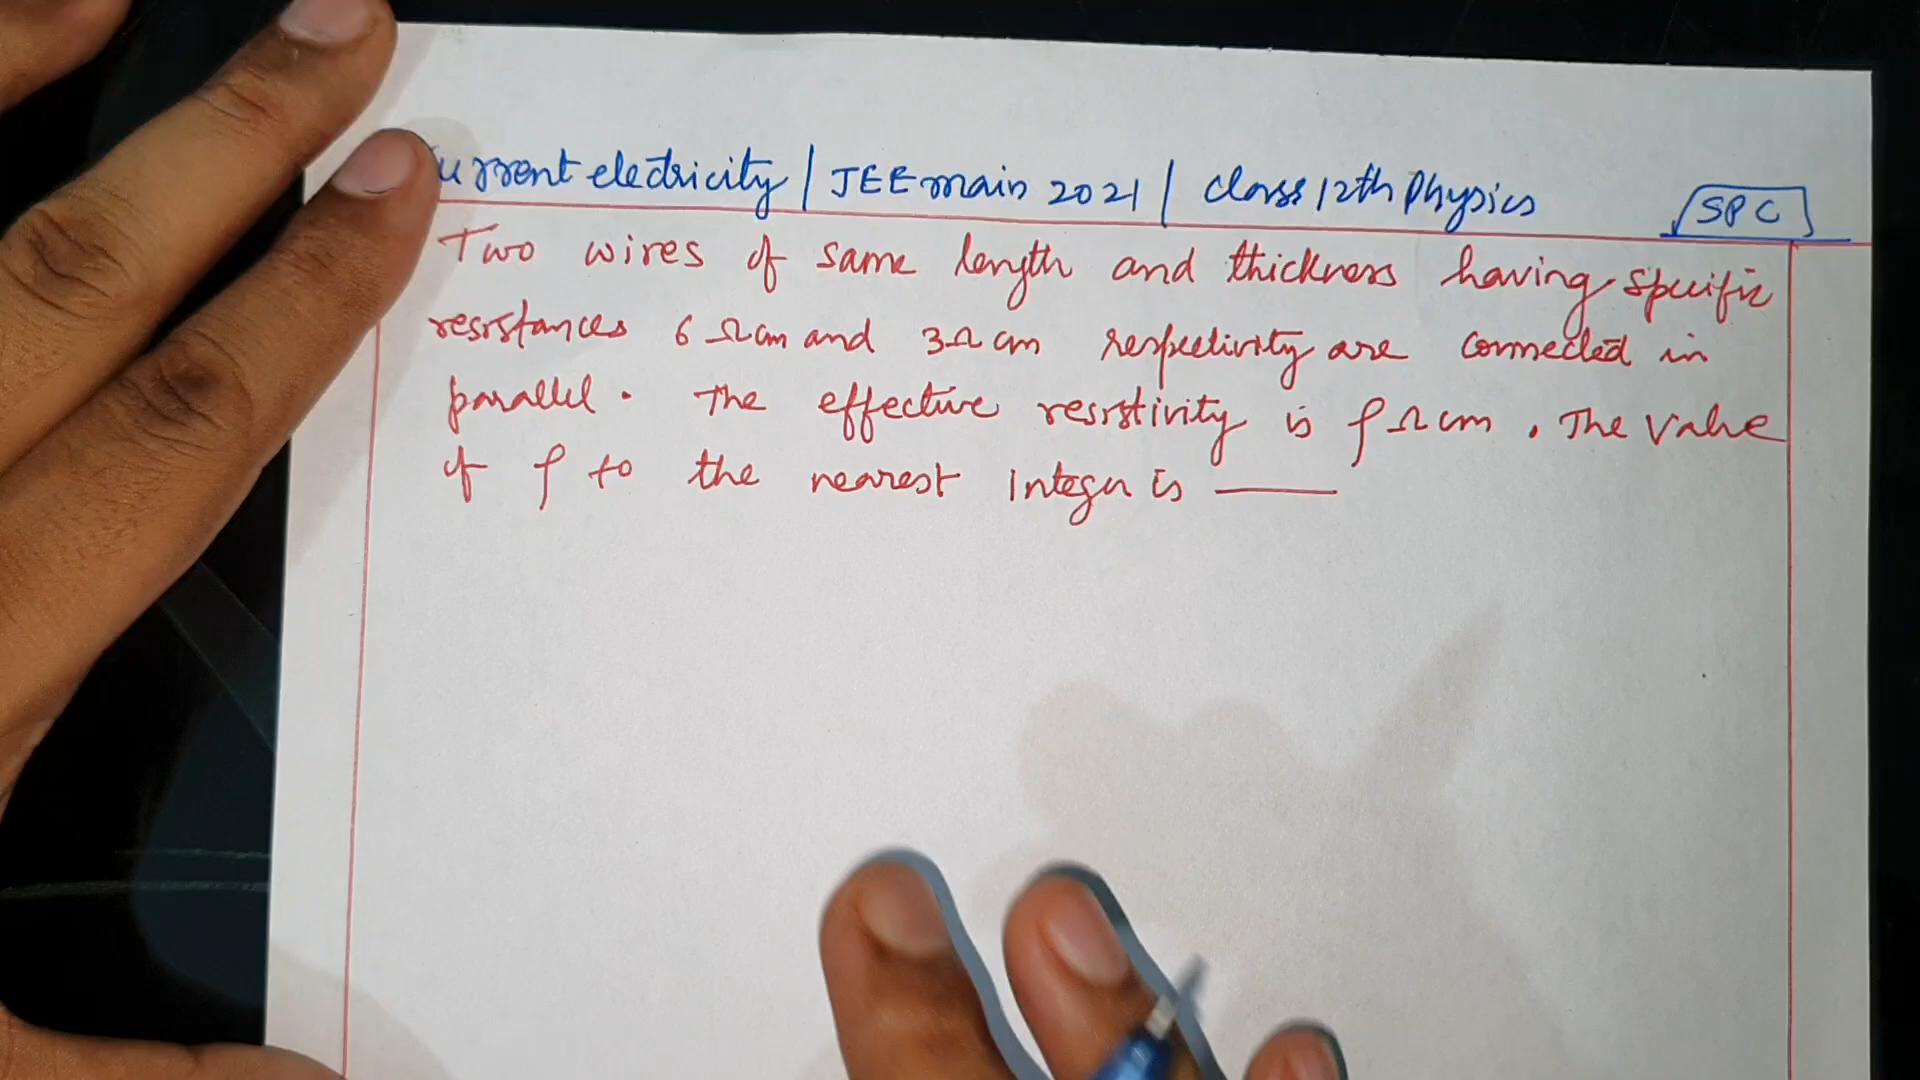 Current electricity | JEE main 2021 | class 12th Physics
SPC
Two wires of same length and thickness having specific
resistances 6 Ω cm and 3 Ω cm respectivity are connected in
parallel. The effective resistivity is ρ Ω cm. The value
of ρ to the nearest integer is ____